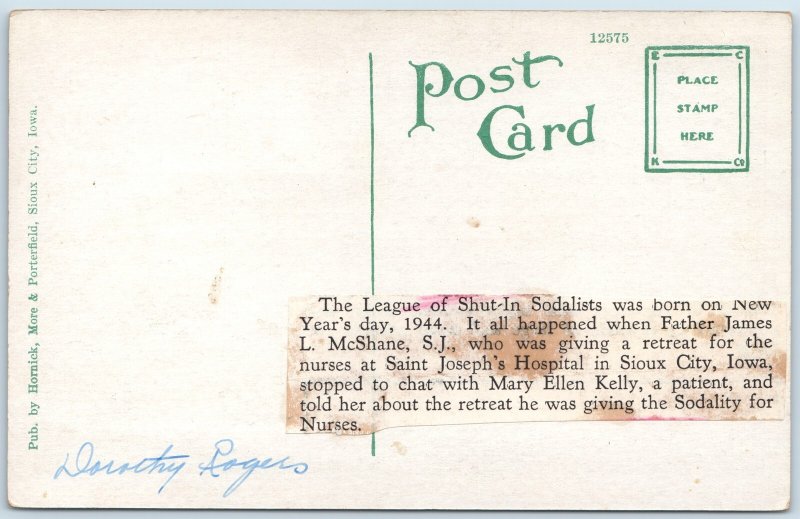 12575
Post
Card
E C
PLACE
STAMP
HERE
K Co
Pub. by Hornick, More & Porterfield, Sioux City, Iowa.
The League of Shut-In Sodalists was born on New
Year's day, 1944. It all happened when Father James
L. McShane, S.J., who was giving a retreat for the
nurses at Saint Joseph's Hospital in Sioux City, Iowa,
stopped to chat with Mary Ellen Kelly, a patient, and
told her about the retreat he was giving the Sodality for
Nurses.
Dorothy Rogers